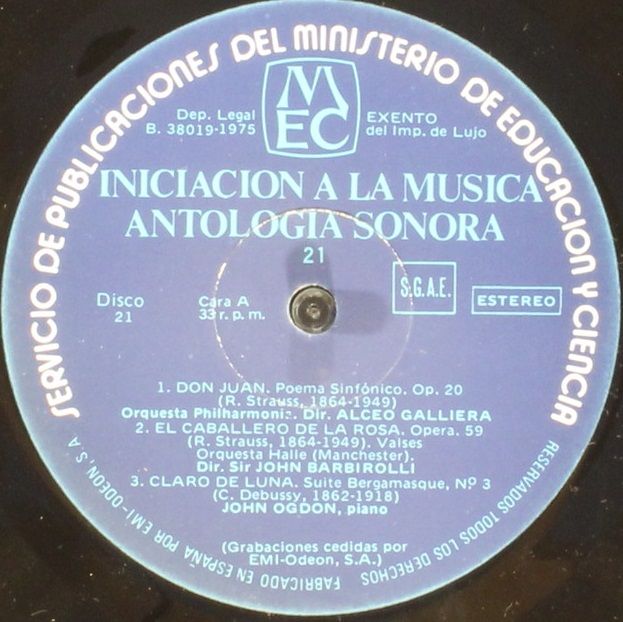 SERVICIO DE PUBLICACIONES DEL MINISTERIO DE EDUCACION Y CIENCIA
MEC
Dep. Legal
B. 38019-1975
EXENTO
del Imp. de Lujo
INICIACION A LA MUSICA
ANTOLOGIA SONORA
21
Disco
21
Cara A
33 r. p. m.
S.G.A.E.
ESTEREO
1. DON JUAN. Poema Sinfónico. Op. 20
(R. Strauss, 1864-1949)
Orquesta Philharmonia. Dir. ALCEO GALLIERA
2. EL CABALLERO DE LA ROSA. Opera. 59
(R. Strauss, 1864-1949). Valses
Orquesta Halle (Manchester).
Dir. Sir JOHN BARBIROLLI
3. CLARO DE LUNA. Suite Bergamasque, Nº 3
(C. Debussy, 1862-1918)
JOHN OGDON, piano
(Grabaciones cedidas por
EMI-Odeon, S.A.)
RESERVADOS TODOS LOS DERECHOS
FABRICADO EN ESPAÑA POR EMI-ODEON, S A